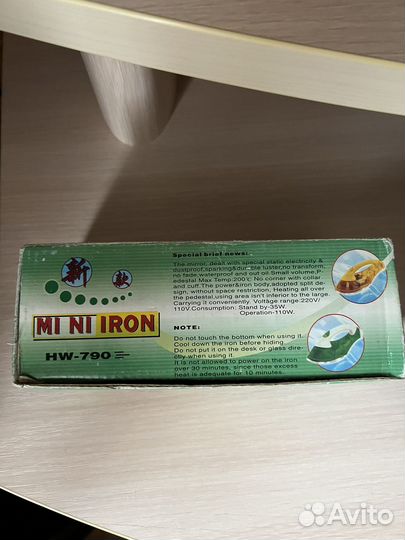 新款
MINI IRON
HW-790
Special brief news:
The mirror, dealt with special static electricity &
dustproof,sparking&durable luster,no transform.
no fade,waterproof and out oil.Small volume,P-
edestal Max Temp:200°c No corner with collar
and cuff.The power&iron body,adopted split de-
sign, without space restriction, Heating all over
the pedestal,using area isn't inferior to the large.
Carrying it conveniently. Voltage range:220V/
110V.Consumption: Stand by-35W.
Operation-110W.
NOTE:
Do not touch the bottom when using it.
Cool down the iron before hiding.
Do not put it on the desk or glass dire-
ctly when using it.
It is not allowed to power on the iron
over 30 minutes, since those excess
heat is adequate for 10 minutes.
Avito